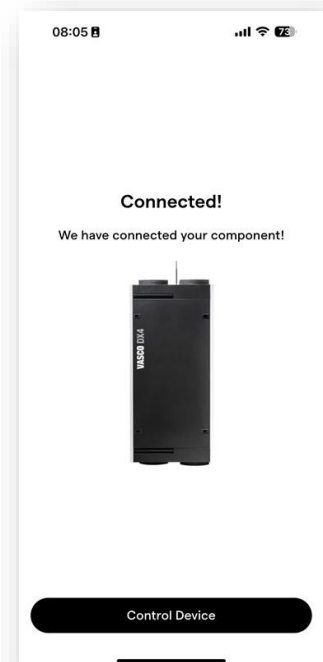 08:05
73
Connected!
We have connected your component!
VASCO DX4
Control Device